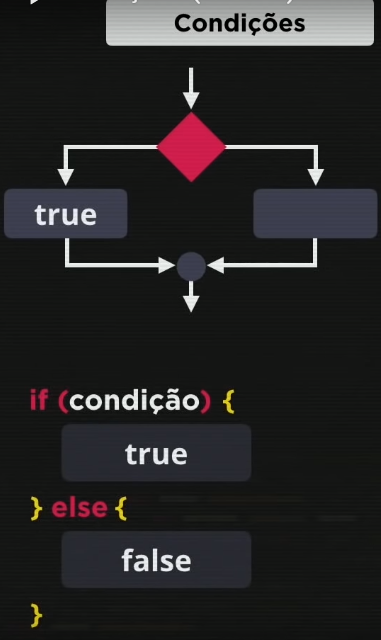 Condições
true
if (condição) {
true
} else {
false
}